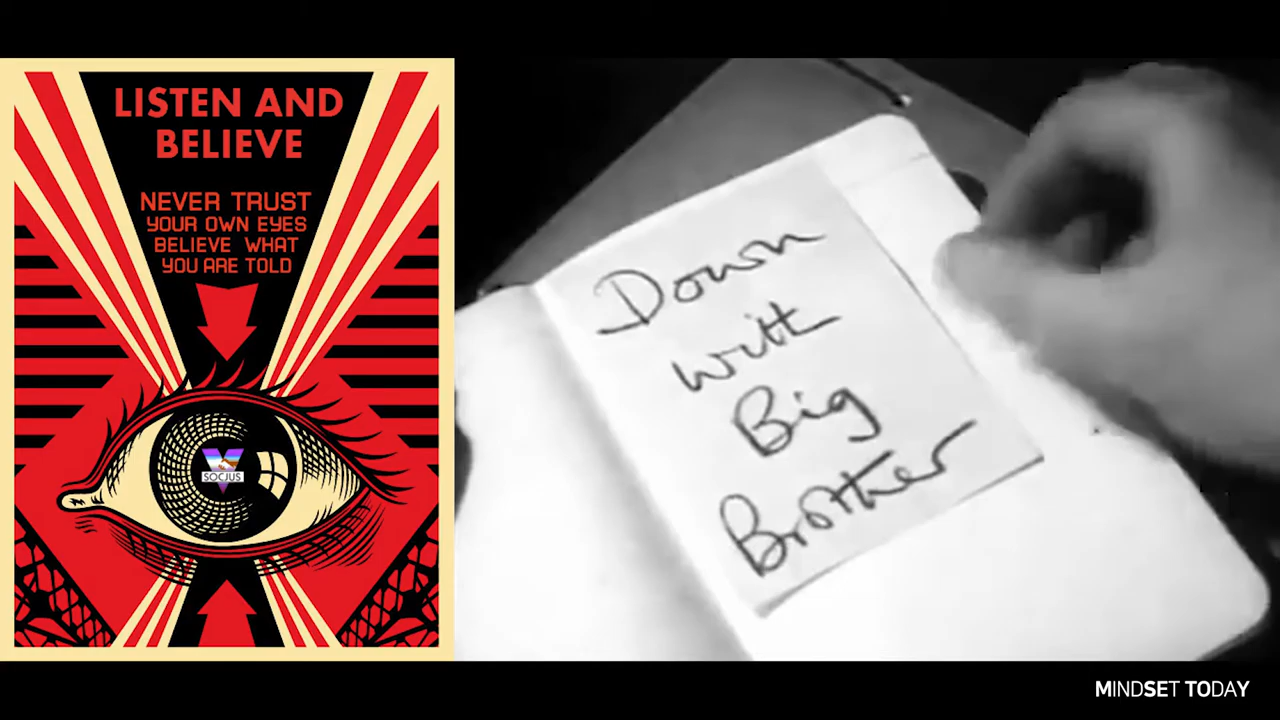 LISTEN AND
BELIEVE
NEVER TRUST
YOUR OWN EYES
BELIEVE WHAT
YOU ARE TOLD
SOCJUS
Down
with
Big
Brother
MINDSET TODAY